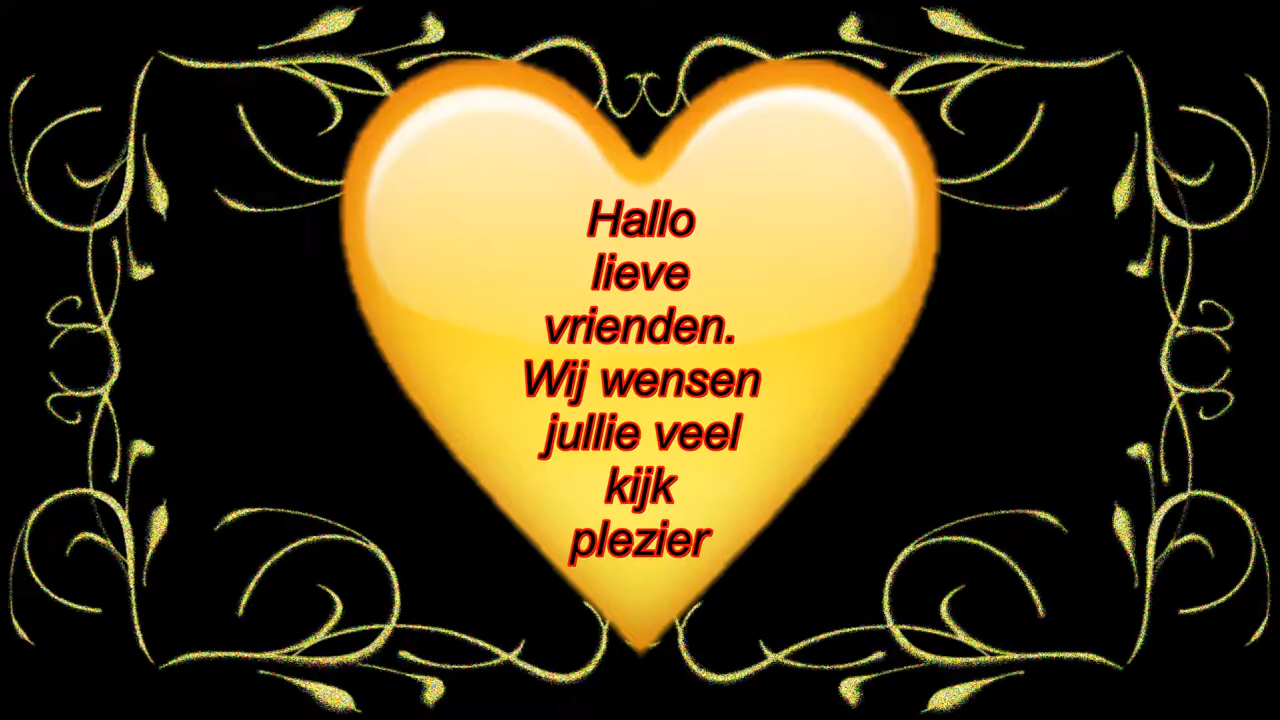 Hallo
lieve
vrienden.
Wij wensen
jullie veel
kijk
plezier